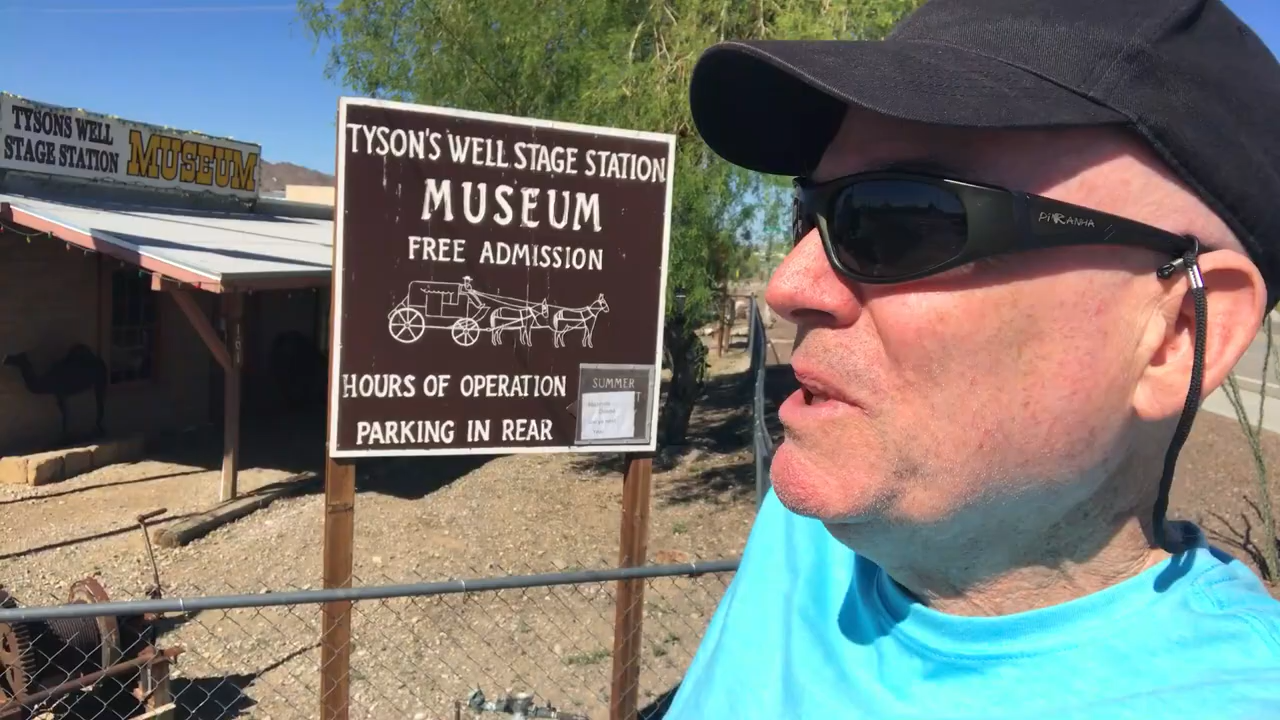 TYSON'S WELL
STAGE STATION
MUSEUM
TYSON'S WELL STAGE STATION
MUSEUM
FREE ADMISSION
HOURS OF OPERATION
SUMMER
PARKING IN REAR
PIRANHA